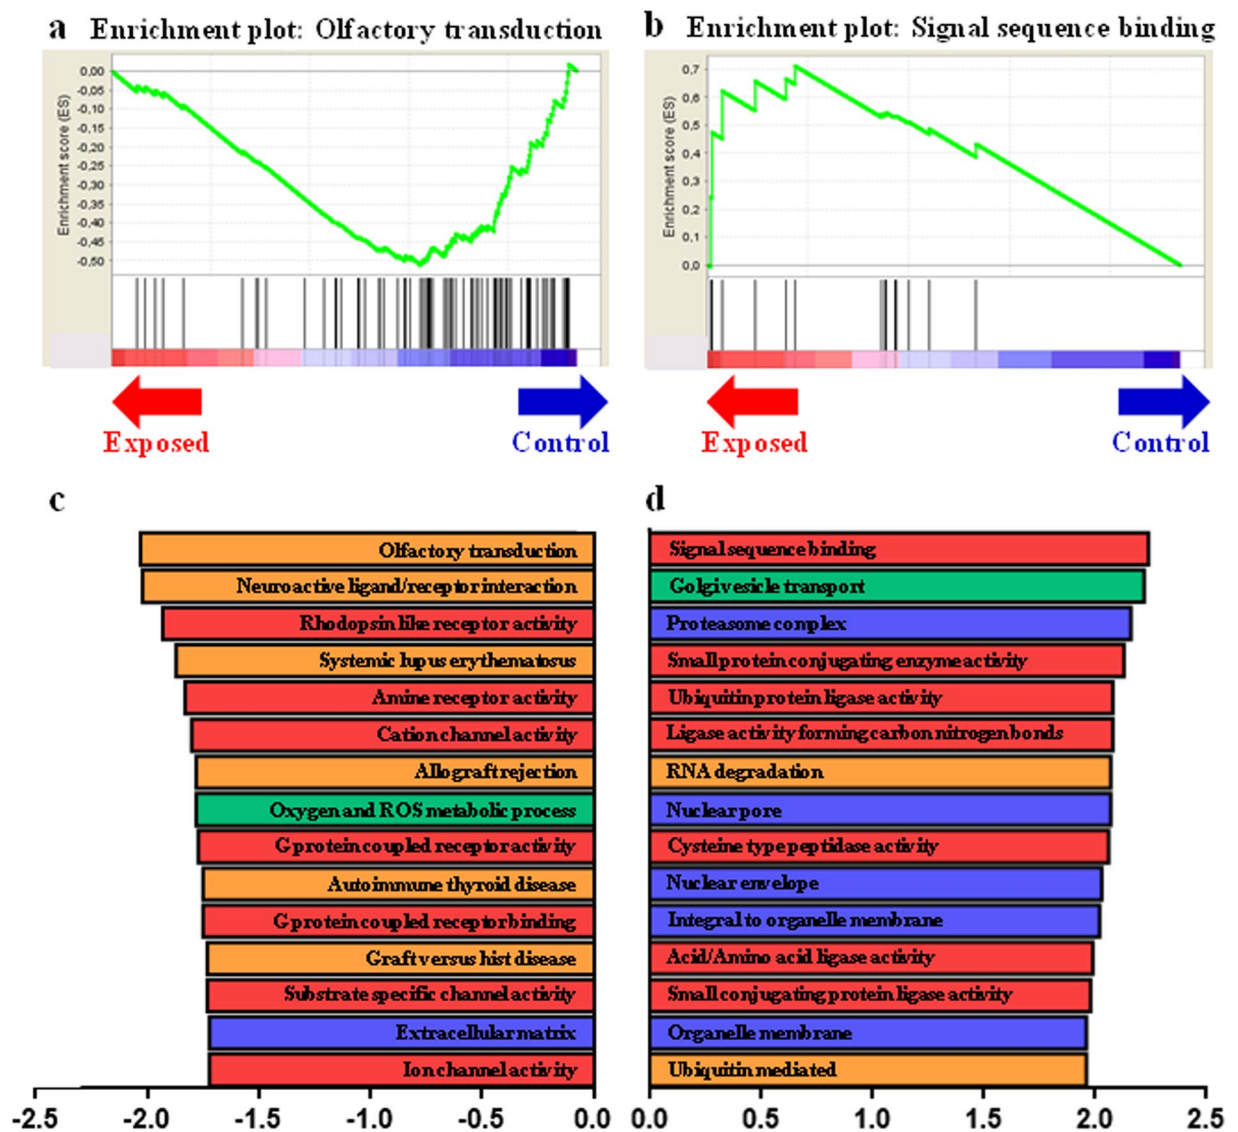 a Enrichment plot: Olfactory transduction
Enrichment score (ES)
0,00
-0,05
-0,10
-0,15
-0,20
-0,25
-0,30
-0,35
-0,40
-0,45
-0,50
Exposed
Control
b Enrichment plot: Signal sequence binding
Enrichment score (ES)
0,7
0,6
0,5
0,4
0,3
0,2
0,1
0,0
Exposed
Control
c
Olfactory transduction
Neuroactive ligand/receptor interaction
Rhodopsin like receptor activity
Systemic lupus erythematosus
Amine receptor activity
Cation channel activity
Allograft rejection
Oxygen and ROS metabolic process
G protein coupled receptor activity
Autoimmune thyroid disease
G protein coupled receptor binding
Graft versus hist disease
Substrate specific channel activity
Extracellular matrix
Ion channel activity
-2.5 -2.0 -1.5 -1.0 -0.5 0.0
d
Signal sequence binding
Golgi vesicle transport
Proteasome complex
Small protein conjugating enzyme activity
Ubiquitin protein ligase activity
Ligase activity forming carbon nitrogen bonds
RNA degradation
Nuclear pore
Cysteine type peptidase activity
Nuclear envelope
Integral to organelle membrane
Acid/Amino acid ligase activity
Small conjugating protein ligase activity
Organelle membrane
Ubiquitin mediated
0.0 0.5 1.0 1.5 2.0 2.5